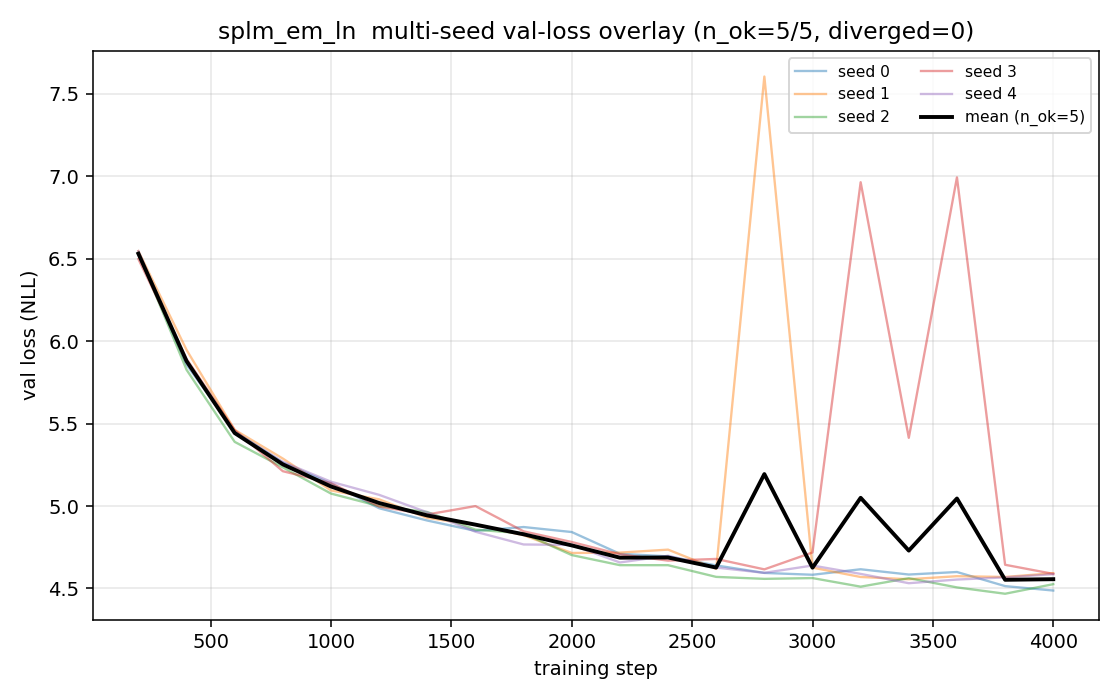 splm_em_ln  multi-seed val-loss overlay (n_ok=5/5, diverged=0)
seed 0
seed 1
seed 2
seed 3
seed 4
mean (n_ok=5)
val loss (NLL)
7.5
7.0
6.5
6.0
5.5
5.0
4.5
500 1000 1500 2000 2500 3000 3500 4000
training step